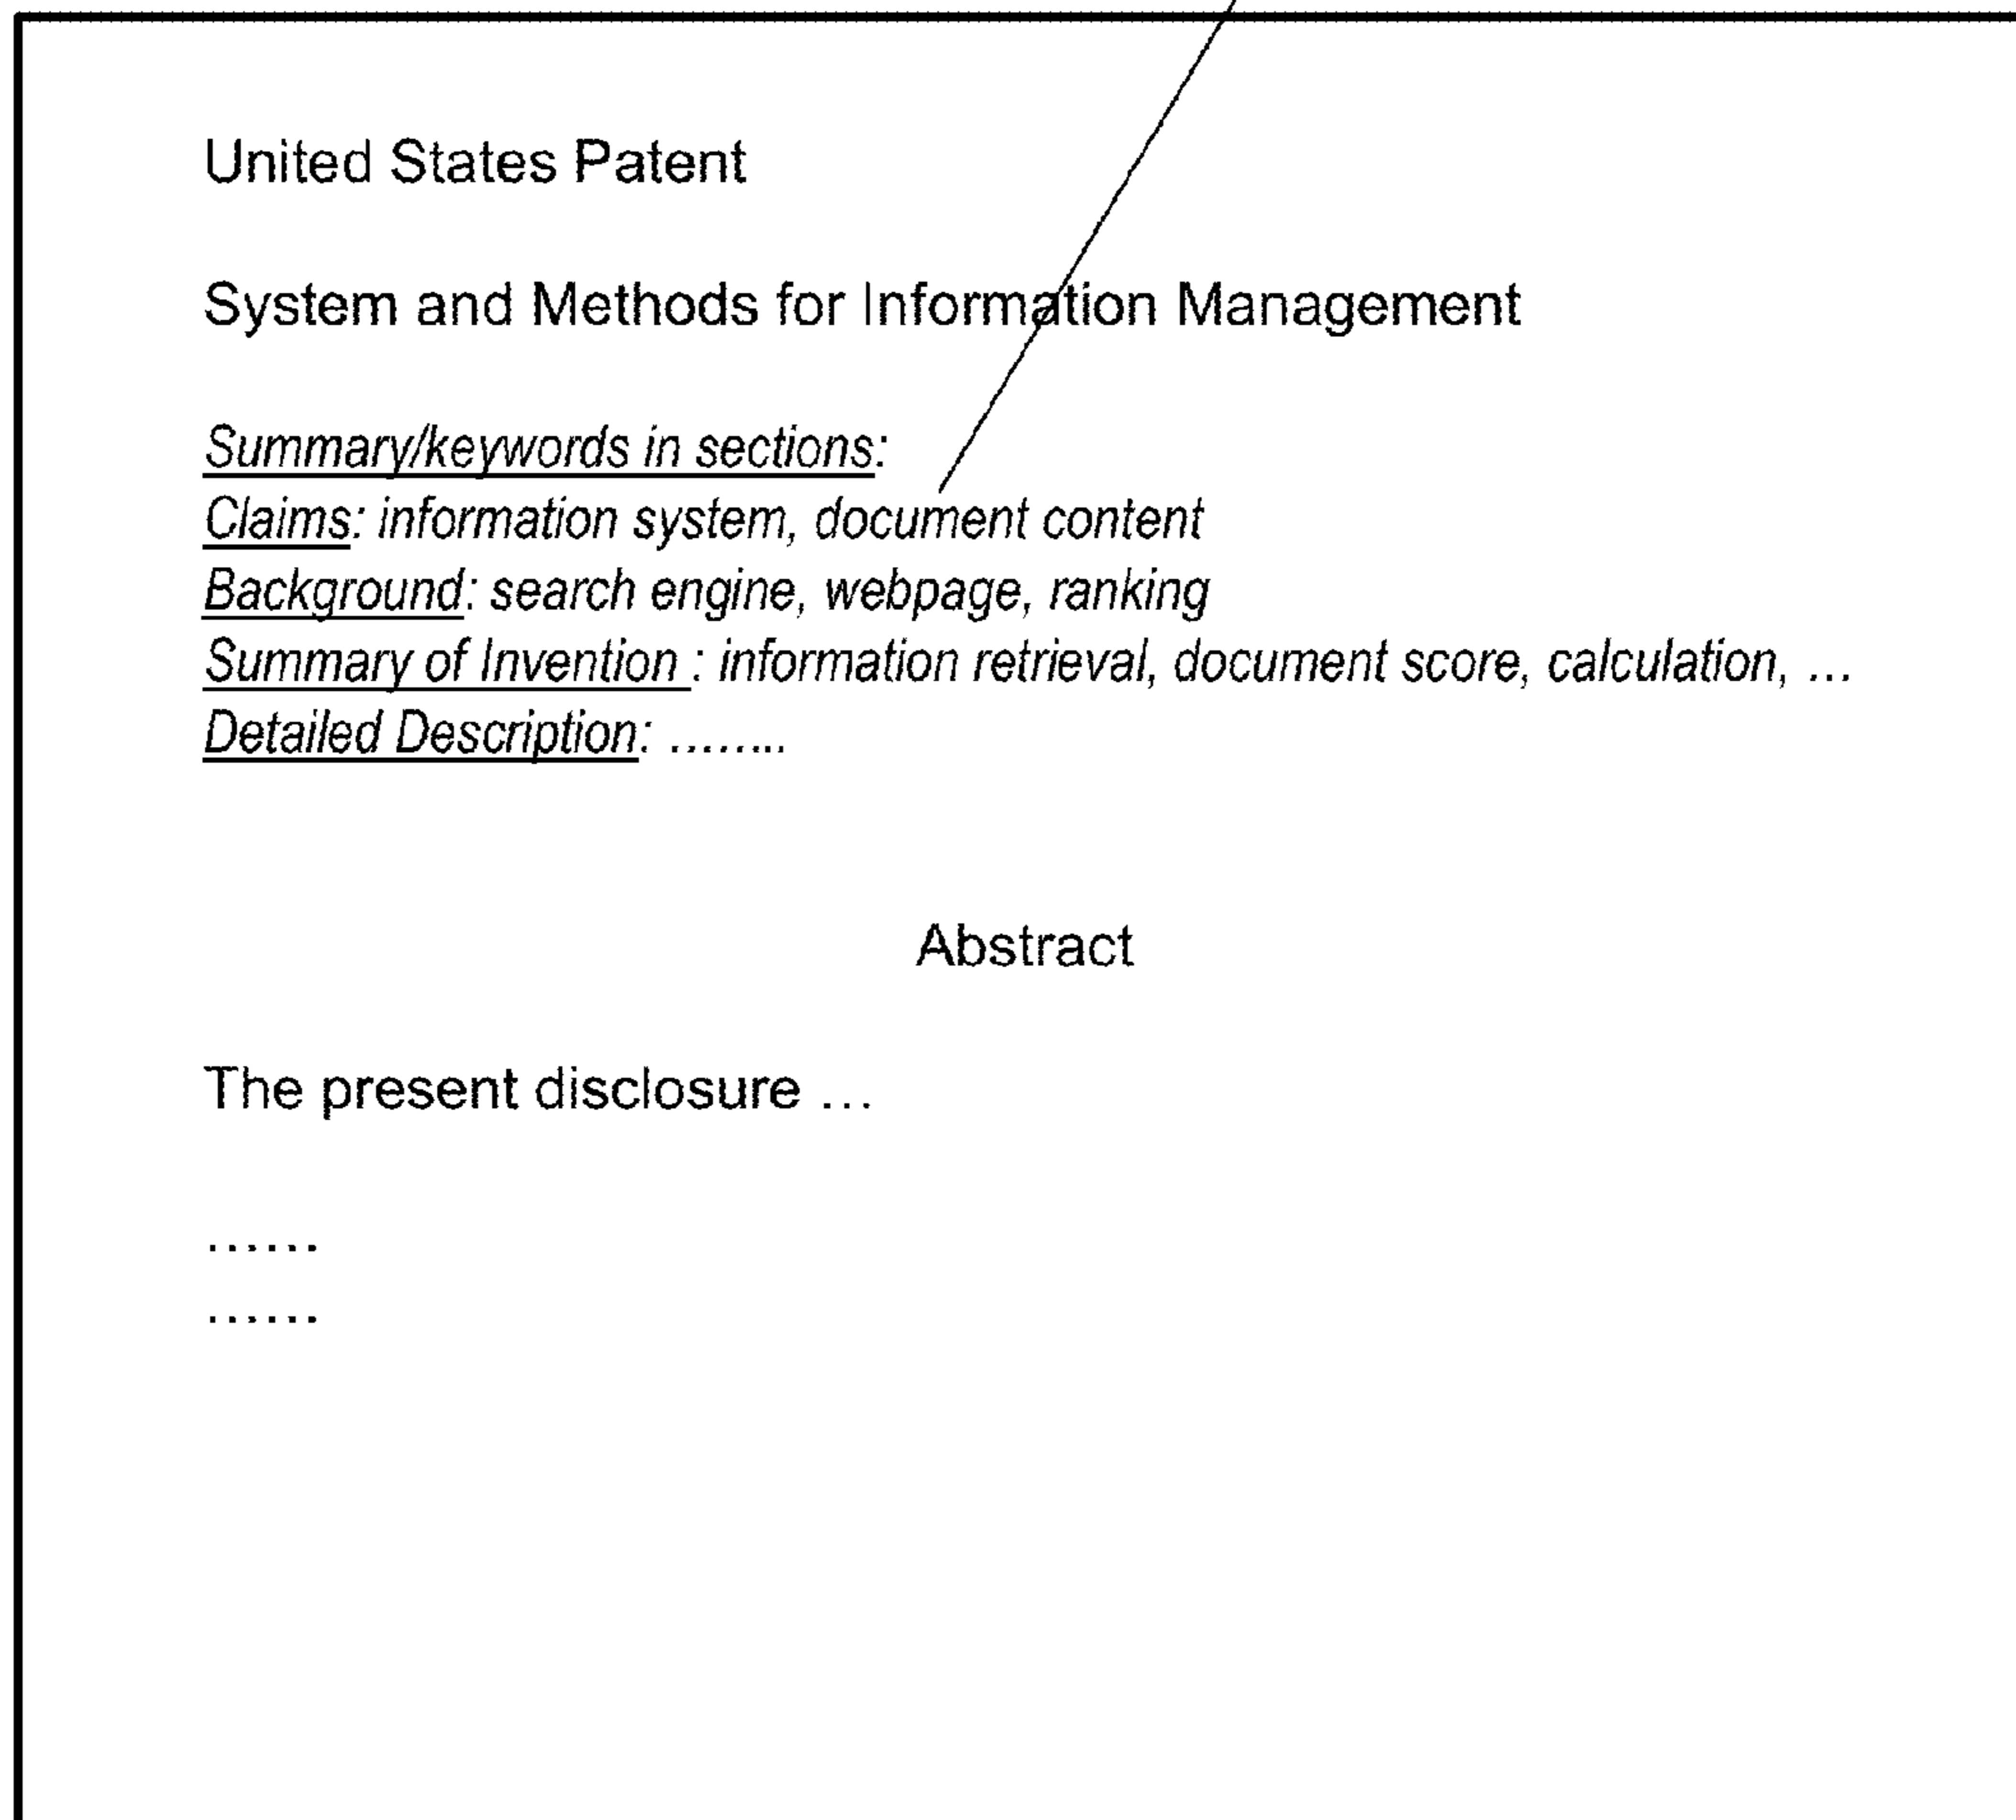 United States Patent
System and Methods for Information Management
Summary/keywords in sections:
Claims: information system, document content
Background: search engine, webpage, ranking
Summary of Invention : information retrieval, document score, calculation, ...
Detailed Description: ........
Abstract
The present disclosure ...
......
......